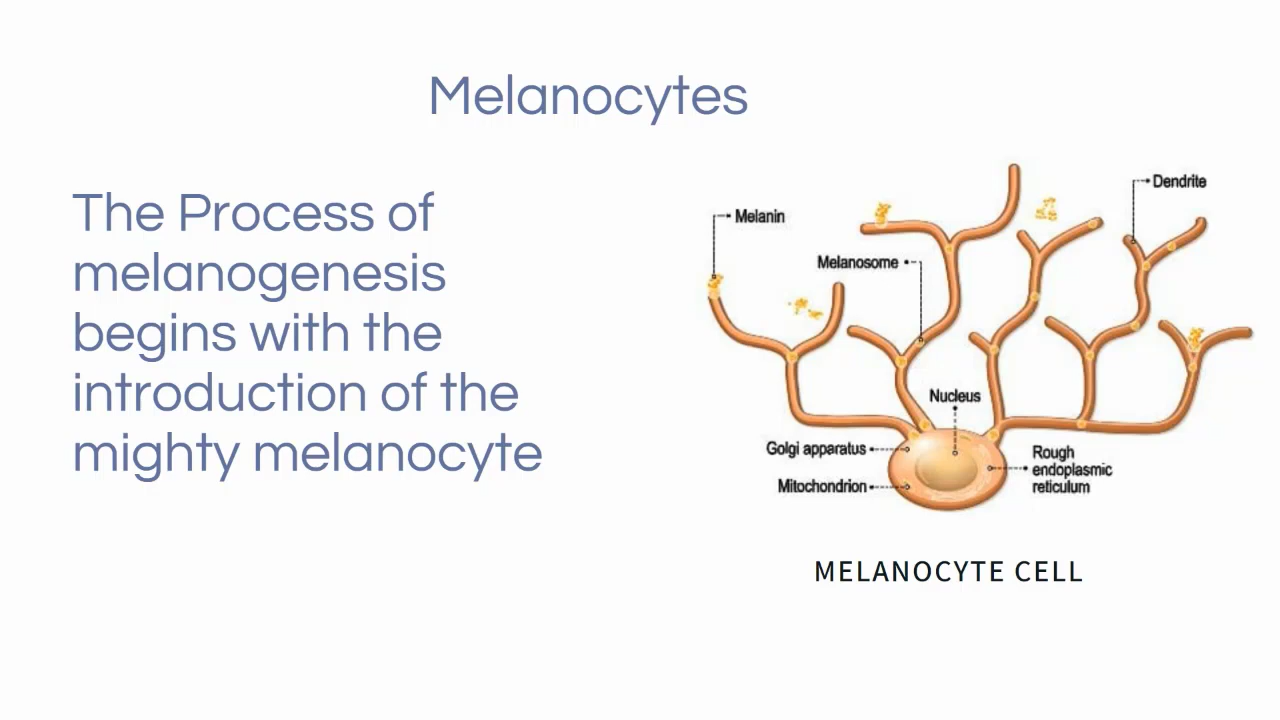 Melanocytes
The Process of
melanogenesis
begins with the
introduction of the
mighty melanocyte
Dendrite
Melanin
Melanosome
Nucleus
Golgi apparatus
Mitochondrion
Rough
endoplasmic
reticulum
MELANOCYTE CELL